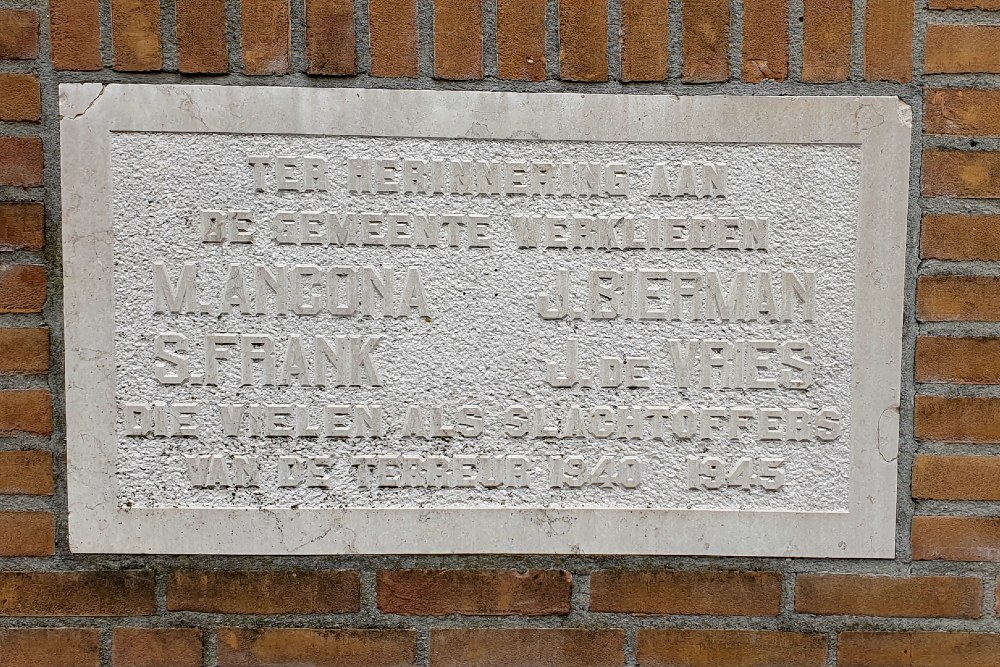 TER HERINNERING AAN
DE GEMEENTE WERKLIEDEN
M. ANCONA J. BIERMAN
S. FRANK J. DE VRIES
DIE VIELEN ALS SLACHTOFFERS
VAN DE TERREUR 1940 1945